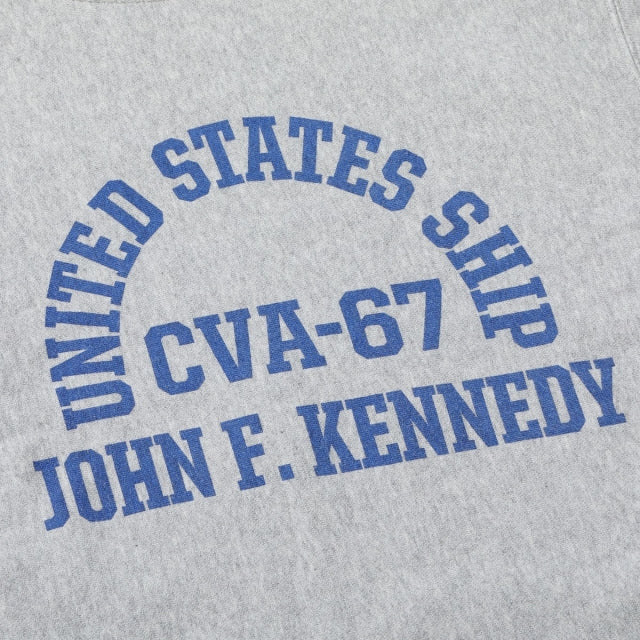 UNITED STATES SHIP
CVA-67
JOHN F. KENNEDY